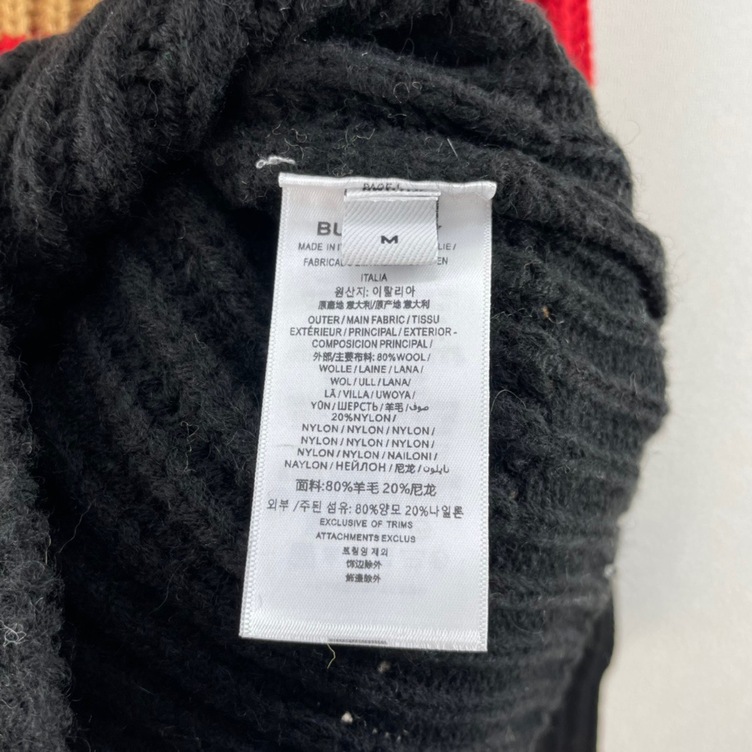 M
MADE IN
FABRICAL
EN
ITALIA
원산지: 이탈리아
原産地 意大利/原产地 意大利
OUTER / MAIN FABRIC / TISSU
EXTÉRIEUR / PRINCIPAL / EXTERIOR -
COMPOSICION PRINCIPAL /
外部/主要布料: 80%WOOL /
WOLLE / LAINE / LANA /
WOL / ULL / LANA/
LÃ / VILLA / UWOYA /
YÜN / ШЕРСТЬ / 羊毛 / صوف/
20%NYLON /
NYLON / NYLON / NYLON /
NYLON / NYLON / NYLON /
NYLON / NYLON / NAILONI /
NAYLON / НЕЙЛОН / 尼龙 / نايلون/
面料:80%羊毛 20%尼龙
외부 /주된 섬유: 80%양모 20%나일론
EXCLUSIVE OF TRIMS
ATTACHMENTS EXCLUS
트림잉 제외
饰边除外
飾邊除外